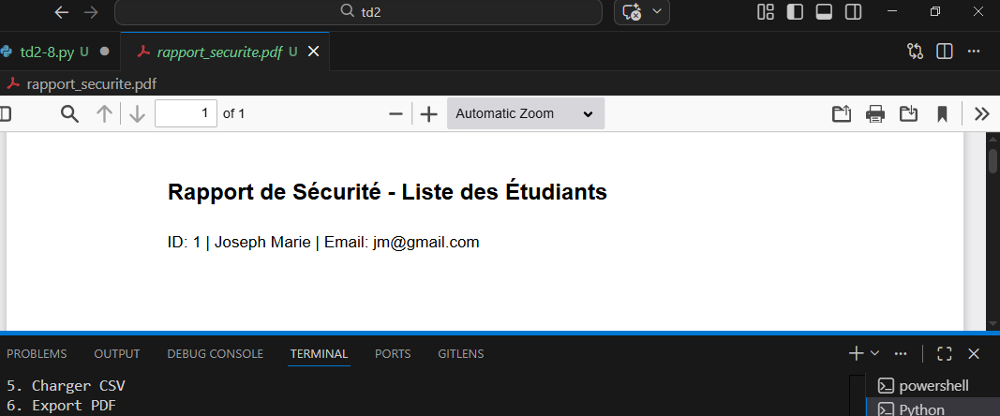 td2
td2-8.py U
rapport_securite.pdf U
rapport_securite.pdf
1 of 1
Automatic Zoom
Rapport de Sécurité - Liste des Étudiants
ID: 1 | Joseph Marie | Email: jm@gmail.com
PROBLEMS OUTPUT DEBUG CONSOLE TERMINAL PORTS GITLENS
5. Charger CSV
powershell
6. Export PDF
Python